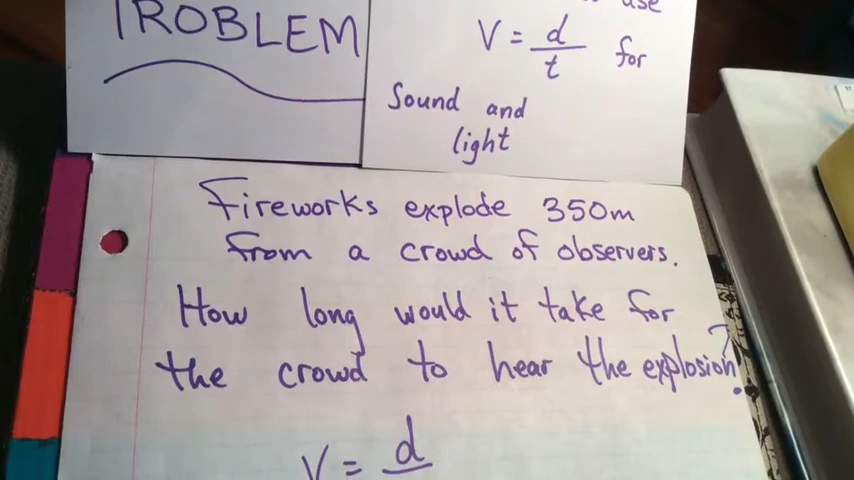 PROBLEM
use
V = d/t for
Sound and
light
Fireworks explode 350m
from a crowd of observers.
How long would it take for
the crowd to hear the explosion?
V = d